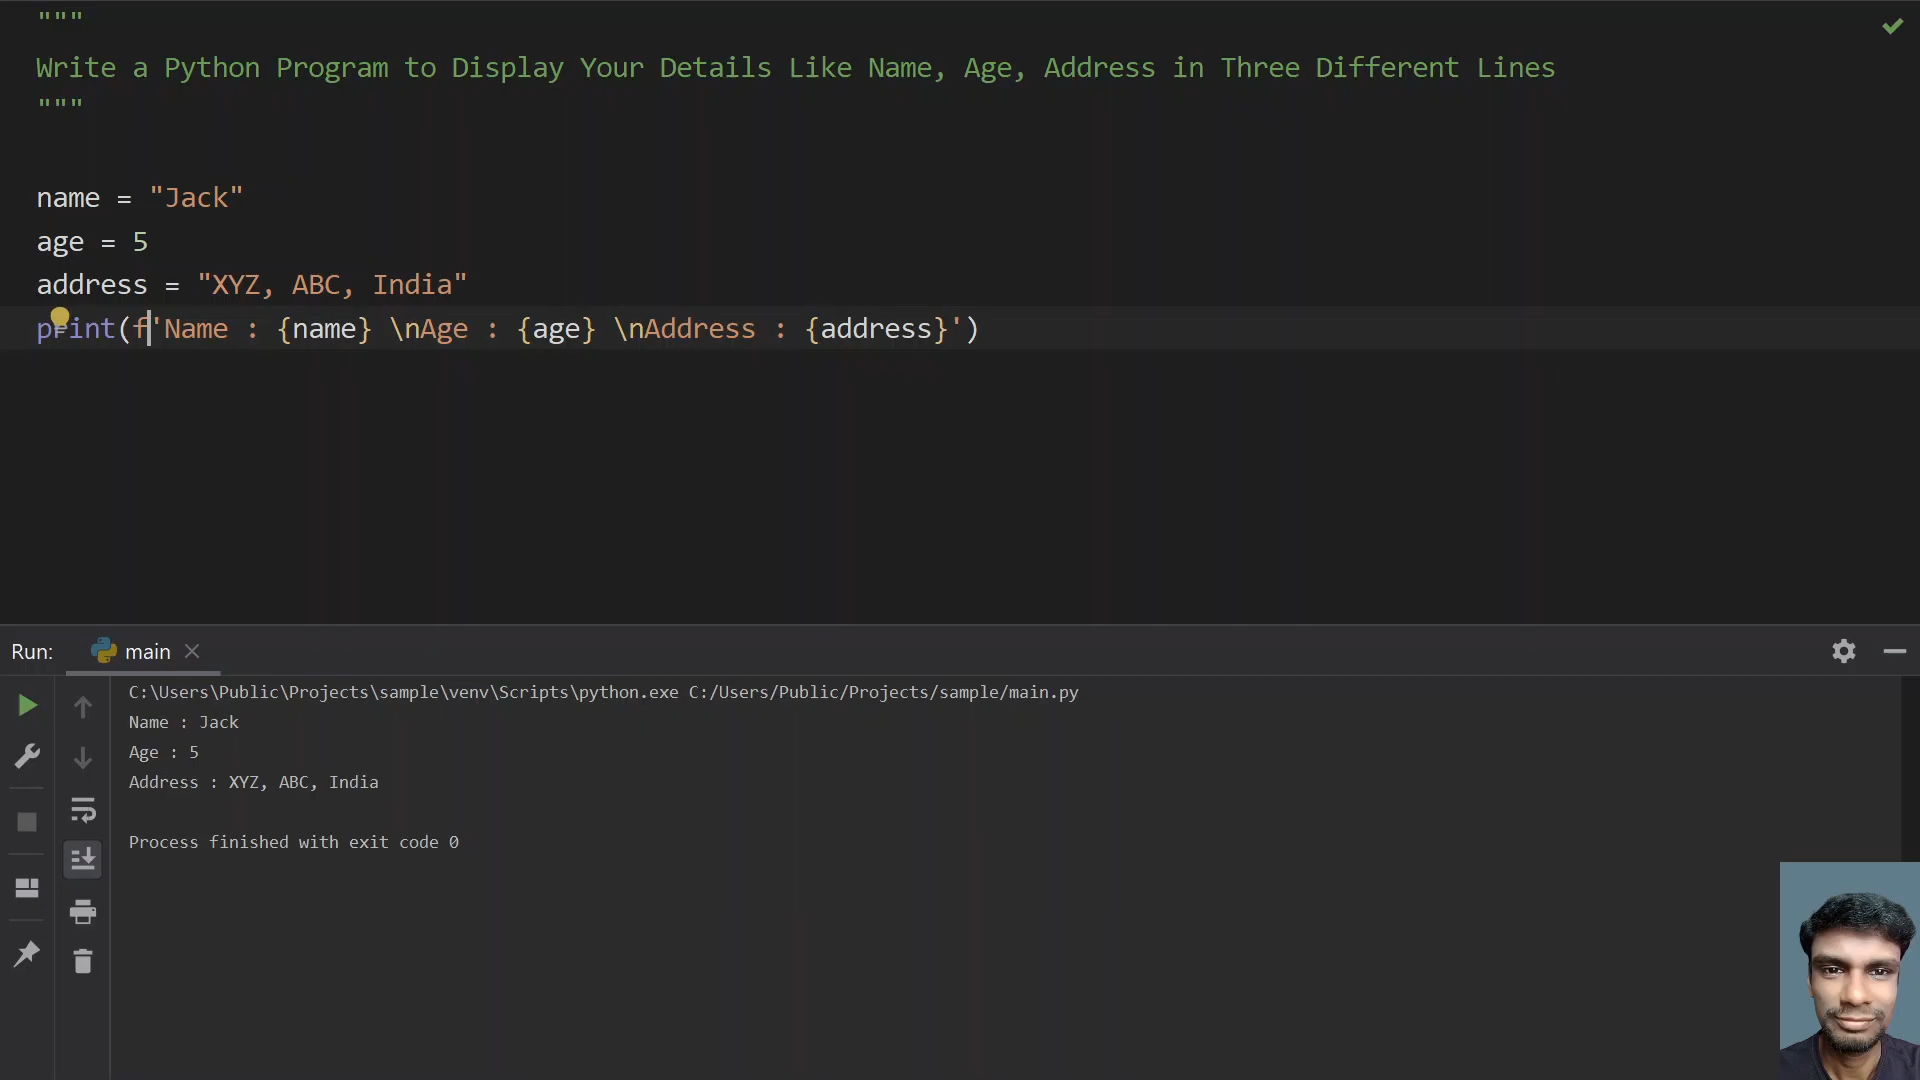 """
Write a Python Program to Display Your Details Like Name, Age, Address in Three Different Lines
"""
name = "Jack"
age = 5
address = "XYZ, ABC, India"
print(f'Name : {name} \nAge : {age} \nAddress : {address}')
Run: main
C:\Users\Public\Projects\sample\venv\Scripts\python.exe C:/Users/Public/Projects/sample/main.py
Name : Jack
Age : 5
Address : XYZ, ABC, India
Process finished with exit code 0